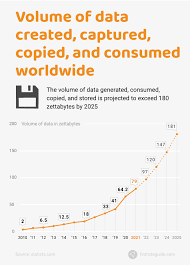 Volume of data
created, captured,
copied, and consumed
worldwide
The volume of data generated, consumed,
copied, and stored is projected to exceed 180
zettabytes by 2025
Volume of data in zettabytes
200
150
100
50
0
2
6.5
12.5
18
33
41
64.2
79
97
120
147
181
2010 '11 '12 '13 '14 '15 '16 '17 '18 '19 '20 2021 '22 '23 '24 2025